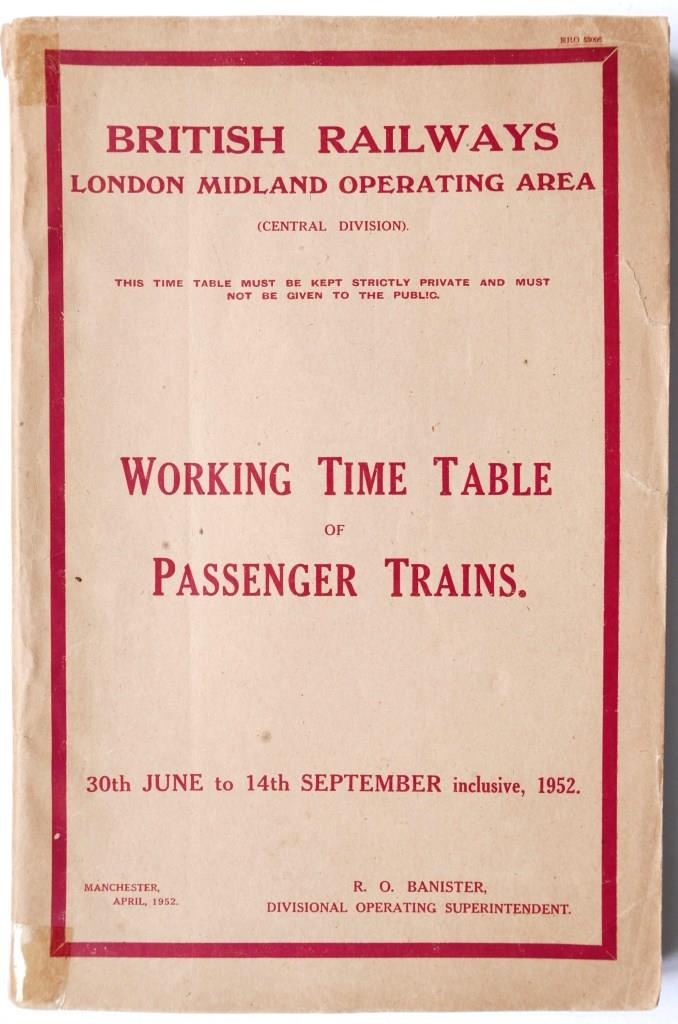 BRITISH RAILWAYS
LONDON MIDLAND OPERATING AREA
(CENTRAL DIVISION).
THIS TIME TABLE MUST BE KEPT STRICTLY PRIVATE AND MUST
NOT BE GIVEN TO THE PUBLIC.
WORKING TIME TABLE
OF
PASSENGER TRAINS.
30th JUNE to 14th SEPTEMBER inclusive, 1952.
MANCHESTER,
APRIL, 1952.
R. O. BANISTER,
DIVISIONAL OPERATING SUPERINTENDENT.